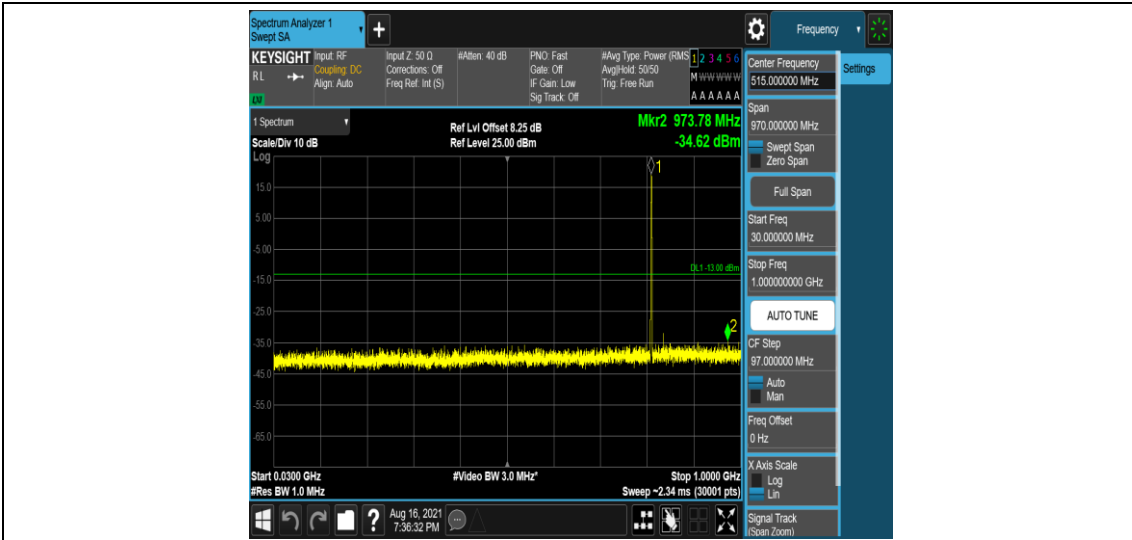 Spectrum Analyzer 1
Swept SA
+
Frequency
KEYSIGHT
RL
LXI
Input: RF
Coupling: DC
Align: Auto
Input Z: 50 Ω
Corrections: Off
Freq Ref: Int (S)
#Atten: 40 dB
PNO: Fast
Gate: Off
IF Gain: Low
Sig Track: Off
#Avg Type: Power (RMS
Avg|Hold: 50/50
Trig: Free Run
1 2 3 4 5 6
M W W W W W
A A A A A A
1 Spectrum
Scale/Div 10 dB
Log
Ref Lvl Offset 8.25 dB
Ref Level 25.00 dBm
Mkr2 973.78 MHz
-34.62 dBm
1
15.0
5.00
-5.00
DL1 -13.00 dBm
-15.0
-25.0
2
-35.0
-45.0
-55.0
-65.0
Start 0.0300 GHz
#Res BW 1.0 MHz
#Video BW 3.0 MHz*
Stop 1.0000 GHz
Sweep ~2.34 ms (30001 pts)
Center Frequency
515.000000 MHz
Settings
Span
970.000000 MHz
Swept Span
Zero Span
Full Span
Start Freq
30.000000 MHz
Stop Freq
1.000000000 GHz
AUTO TUNE
CF Step
97.000000 MHz
Auto
Man
Freq Offset
0 Hz
X Axis Scale
Log
Lin
Signal Track
(Span Zoom)
?
Aug 16, 2021
7:36:32 PM